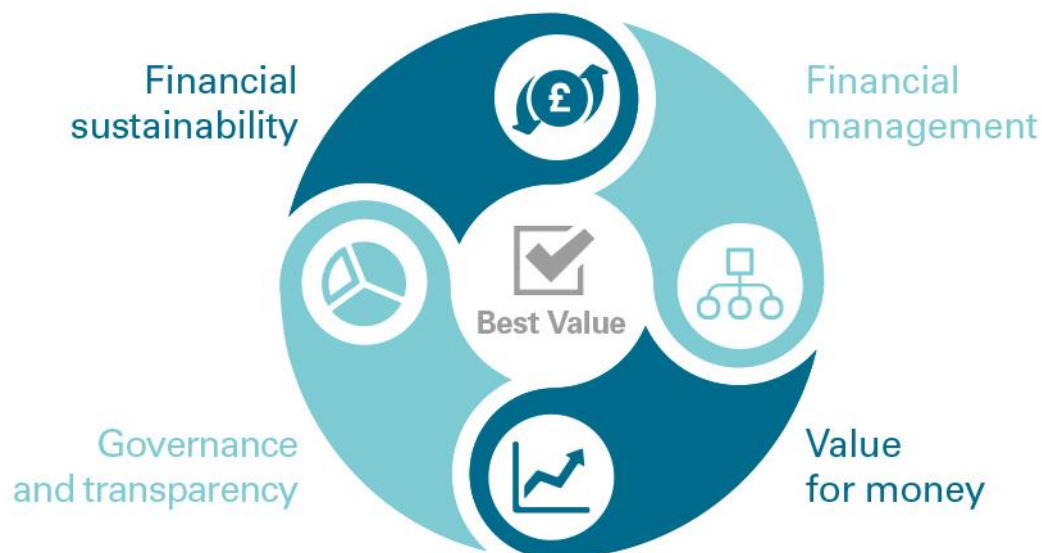 Financial
sustainability
Financial
management
£
Best Value
Governance
and transparency
Value
for money